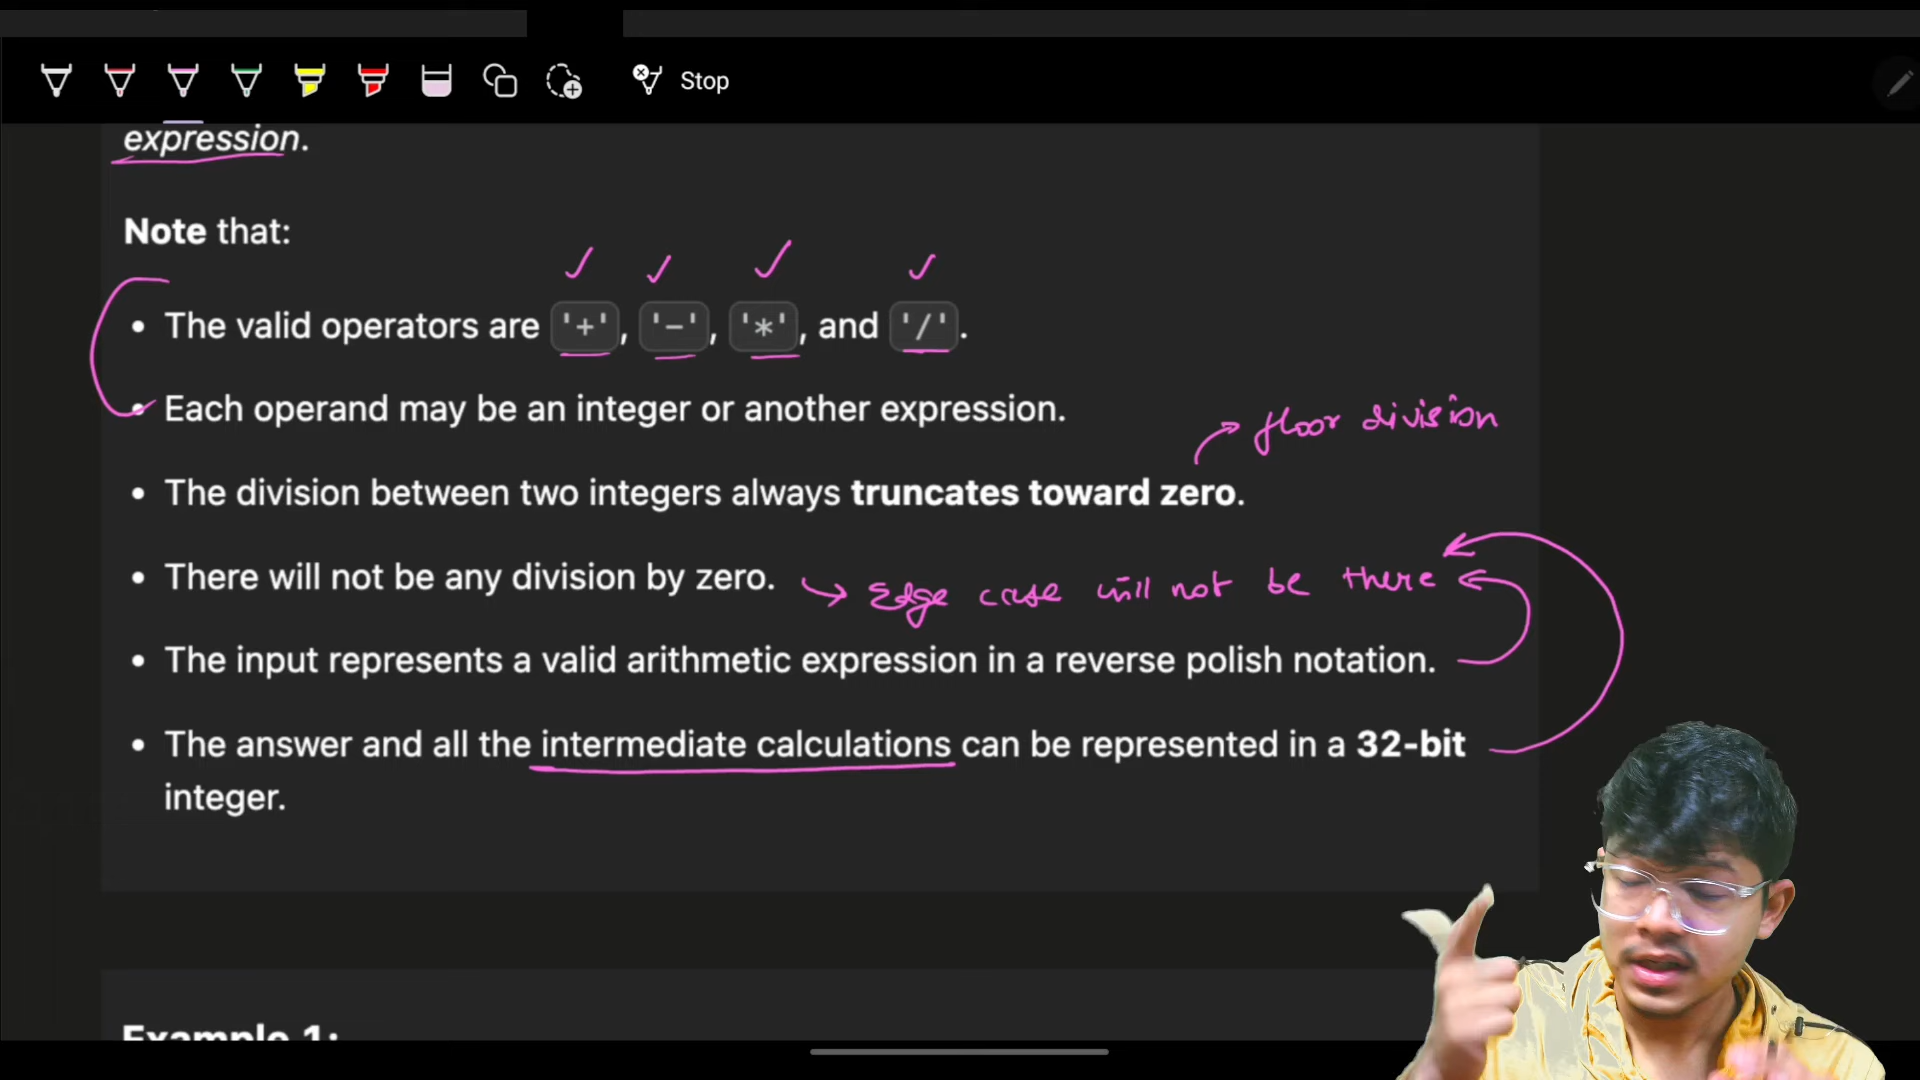 Stop
expression.
Note that:
• The valid operators are '+', '-', '*', and '/'.
• Each operand may be an integer or another expression.
floor division
• The division between two integers always truncates toward zero.
• There will not be any division by zero.
Edge case will not be there
• The input represents a valid arithmetic expression in a reverse polish notation.
• The answer and all the intermediate calculations can be represented in a 32-bit
integer.
Example 1: